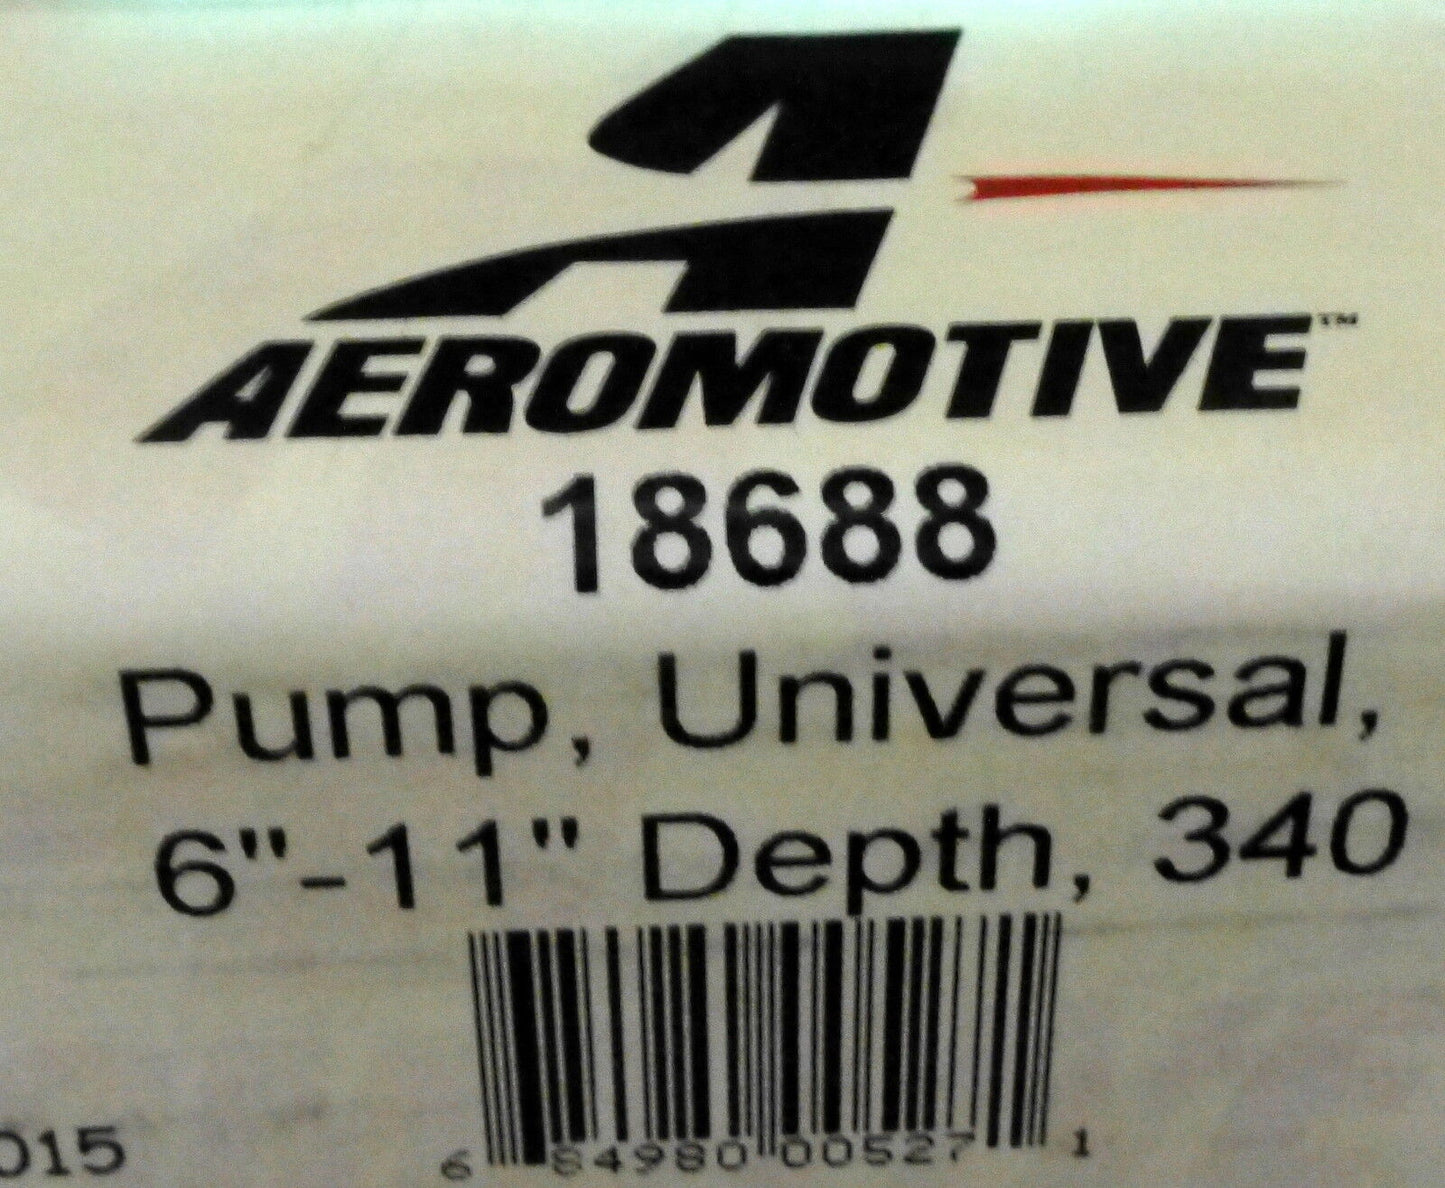 AEROMOTIVE™
18688
Pump, Universal,
6"-11" Depth, 340
015
6 84980 00527 1